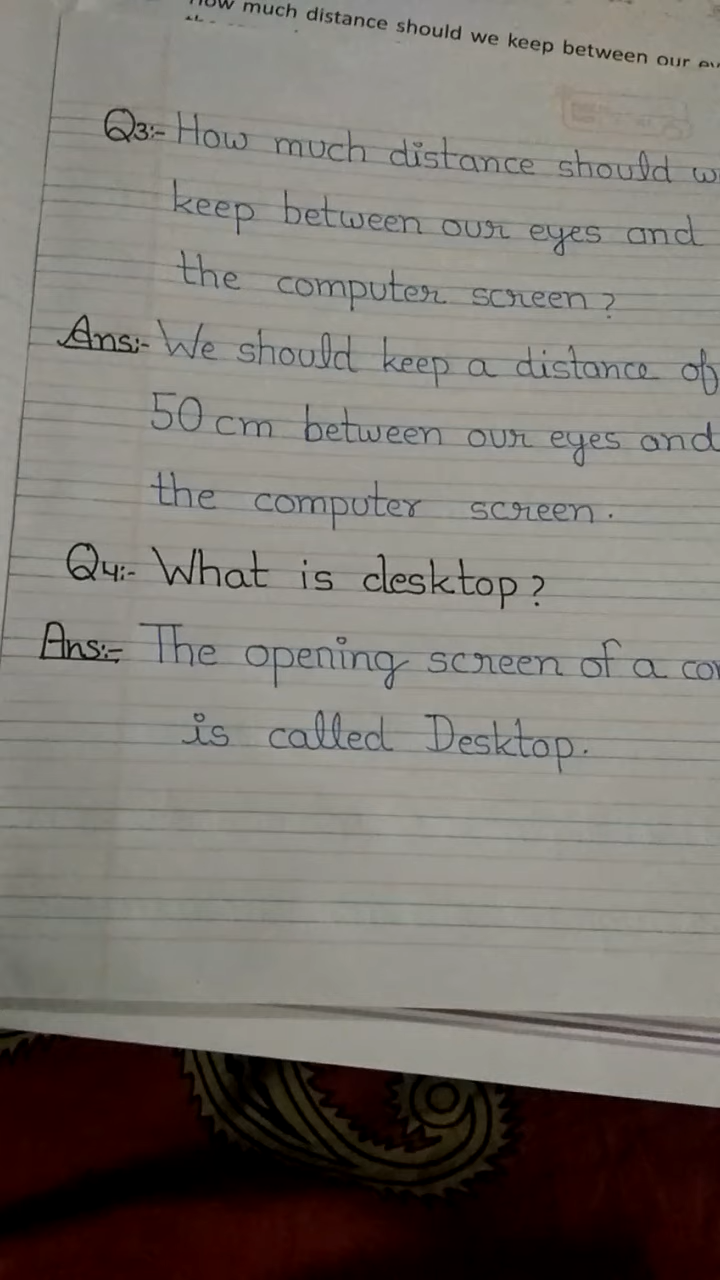 How much distance should we keep between our
Q3:- How much distance should
keep between our eyes and
the computer screen?
Ans:- We should keep a distance of
50 cm between our eyes and
the computer screen.
Q4:- What is desktop?
Ans:- The opening screen of a
is called Desktop.